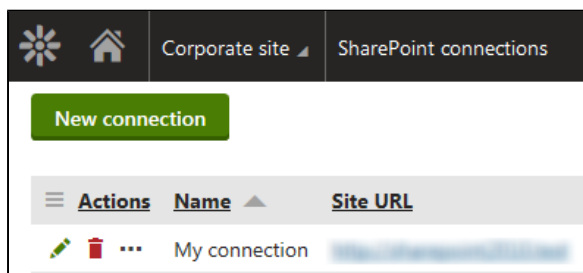 Corporate site SharePoint connections
New connection
Actions Name Site URL
My connection